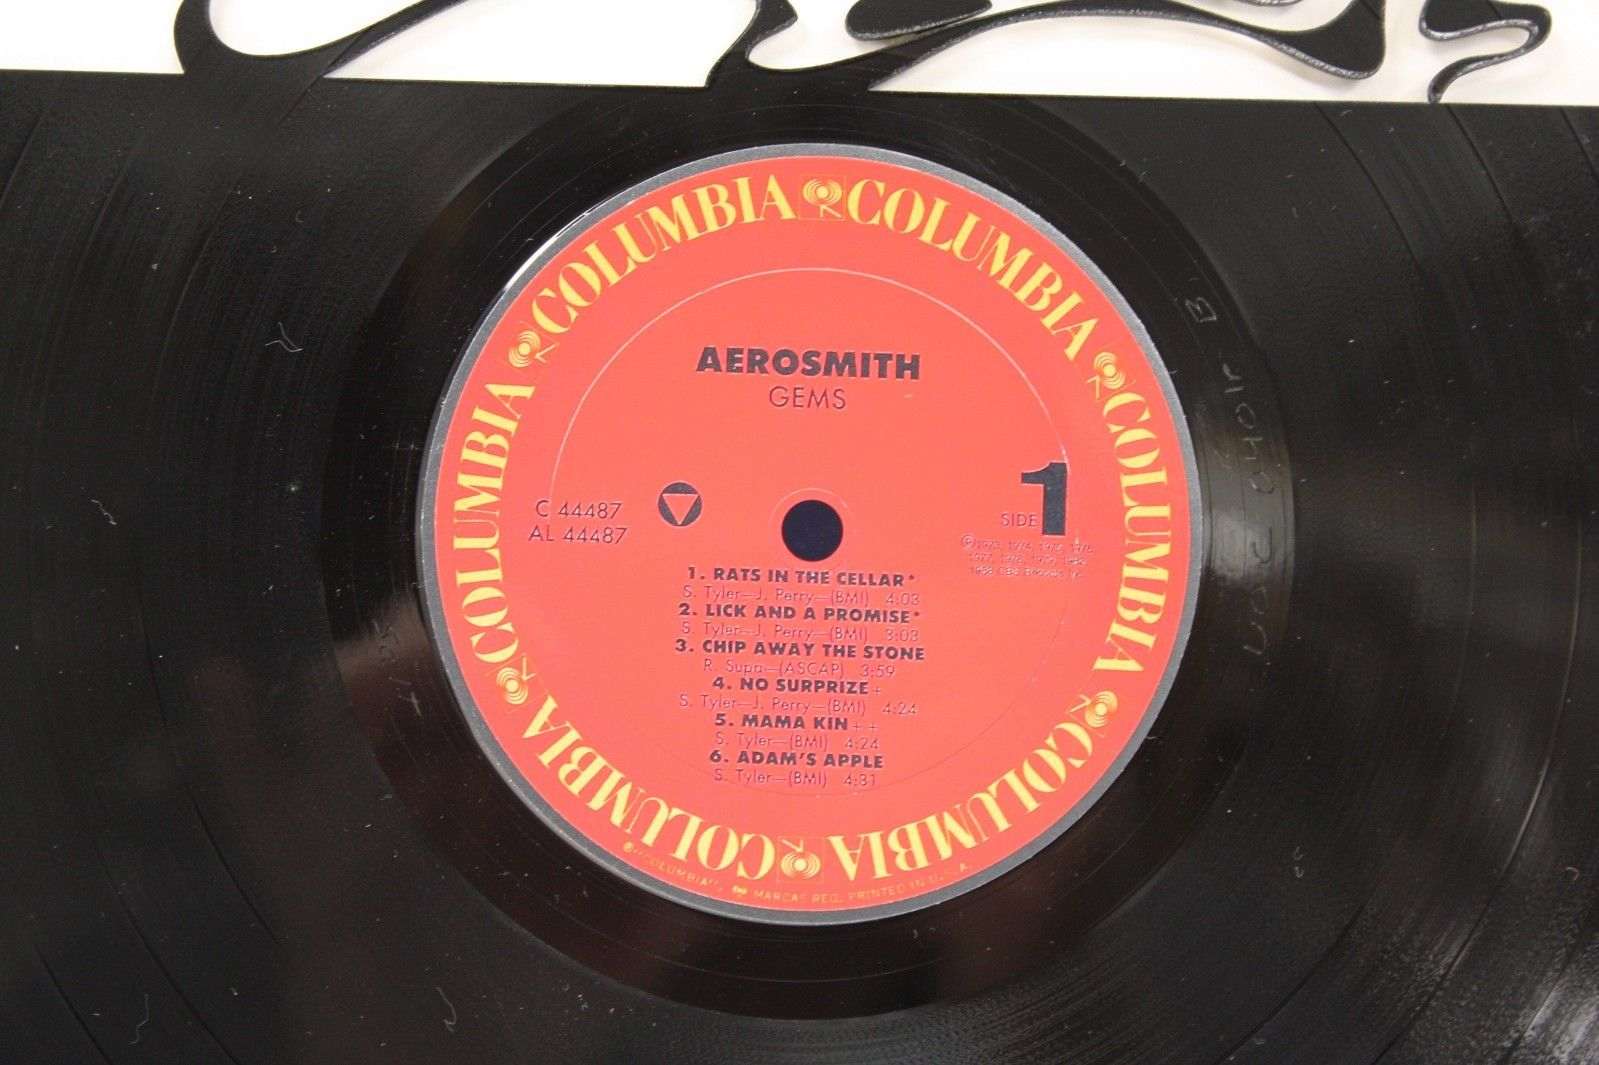 COLUMBIA COLUMBIA COLUMBIA COLUMBIA COLUMBIA COLUMBIA COLUMBIA COLUMBIA
AEROSMITH
GEMS
C 44487
AL 44487
SIDE 1
1. RATS IN THE CELLAR*
S. Tyler—J. Perry—(BMI) 4:03
2. LICK AND A PROMISE*
S. Tyler—J. Perry—(BMI) 3:03
3. CHIP AWAY THE STONE
R. Supa—(ASCAP) 3:59
4. NO SURPRIZE +
S. Tyler—J. Perry—(BMI) 4:24
5. MAMA KIN + +
S. Tyler—(BMI) 4:24
6. ADAM'S APPLE
S. Tyler—(BMI) 4:31
"COLUMBIA", MARCAS REG. PRINTED IN U.S.A.